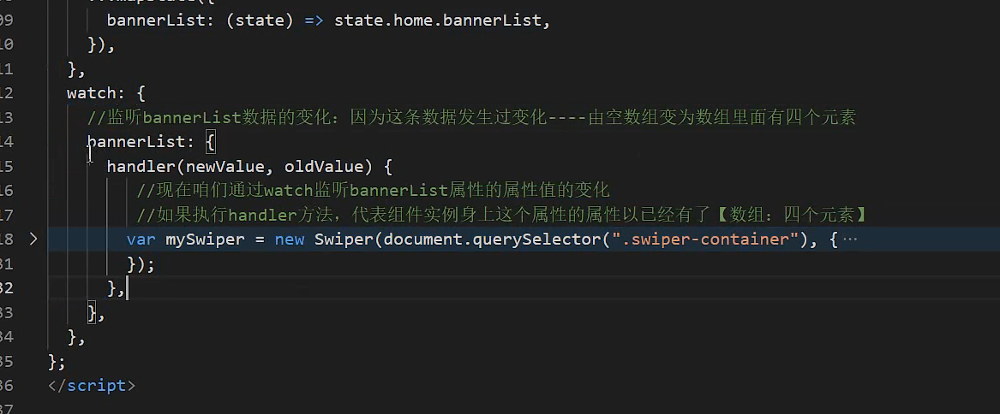 09 ...mapState({
bannerList: (state) => state.home.bannerList,
10 }),
11 },
12 watch: {
13 //监听bannerList数据的变化：因为这条数据发生过变化----由空数组变为数组里面有四个元素
14 bannerList: {
15 handler(newValue, oldValue) {
16 //现在咱们通过watch监听bannerList属性的属性值的变化
17 //如果执行handler方法，代表组件实例身上这个属性的属性以已经有了【数组：四个元素】
18 var mySwiper = new Swiper(document.querySelector(".swiper-container"), {…
31 });
32 },
33 },
34 },
35 };
36 </script>
37